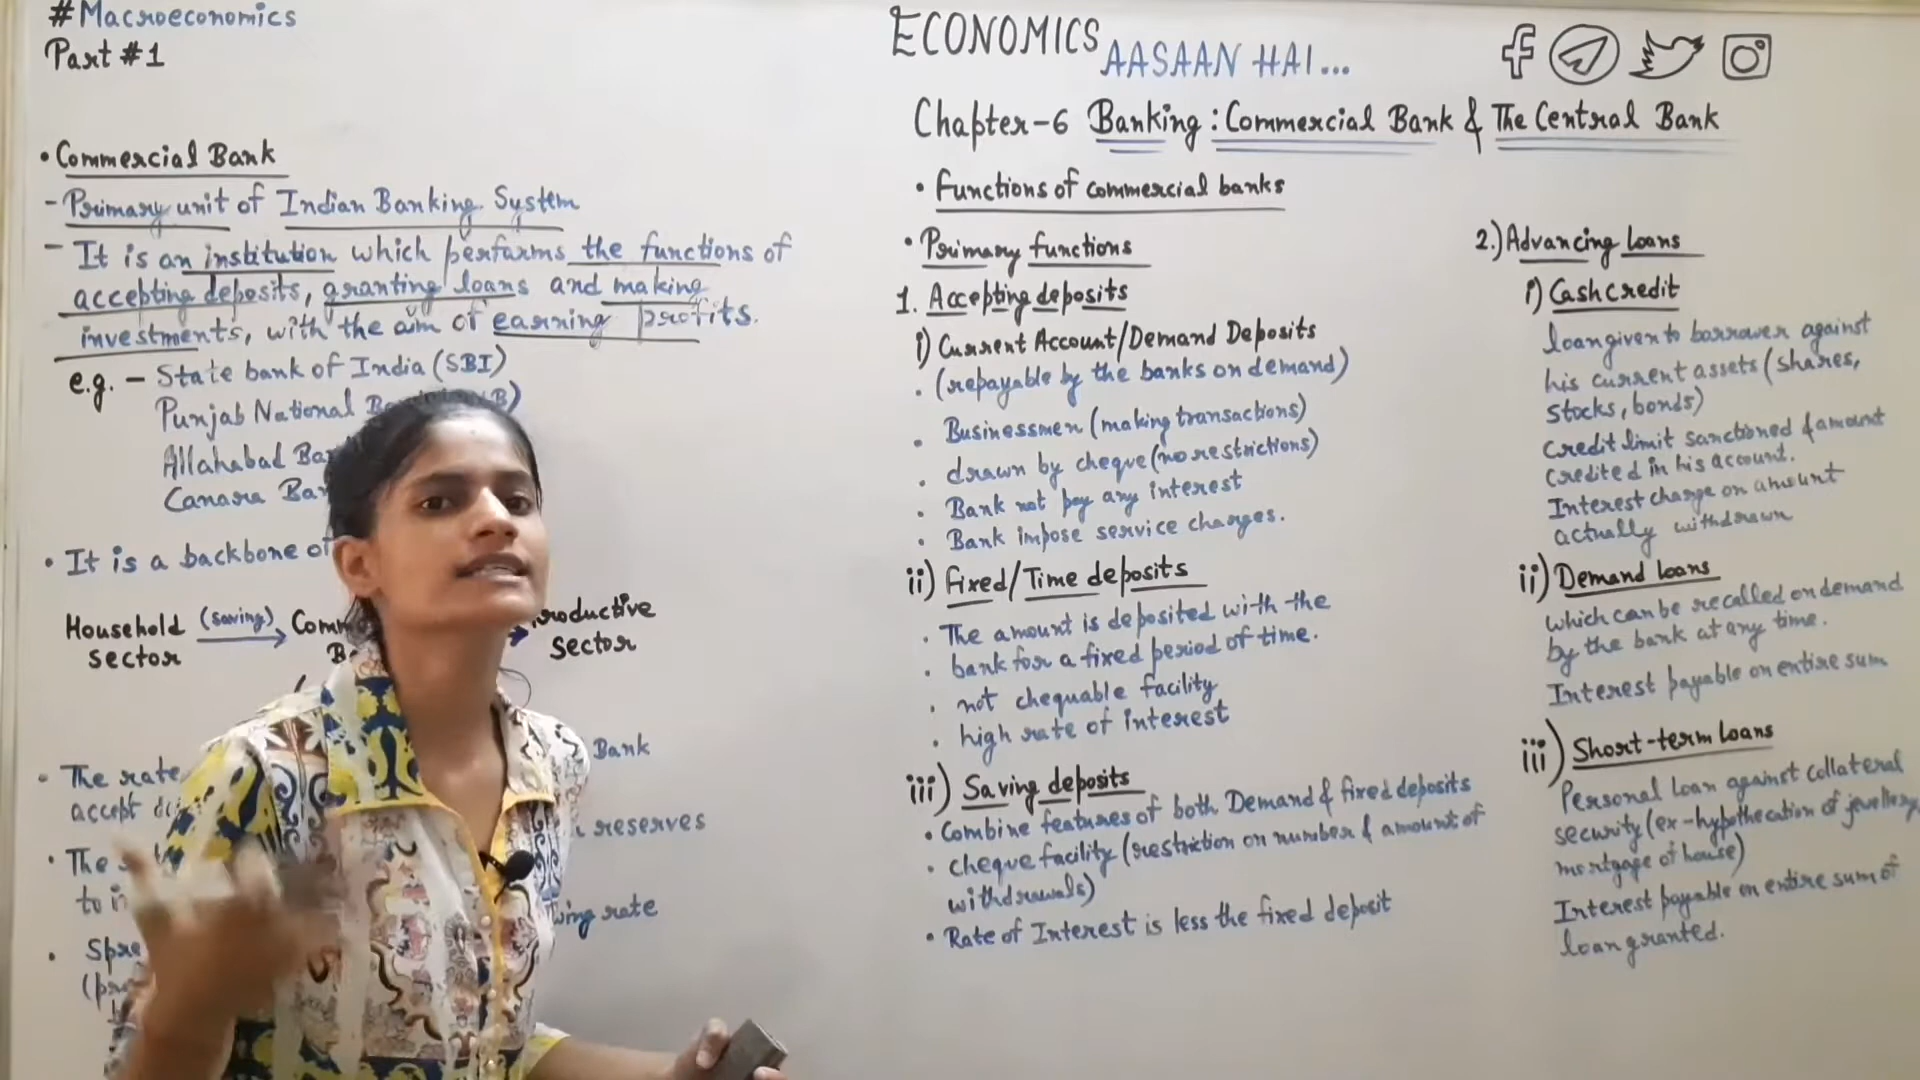 #Macroeconomics
Part #1
• Commercial Bank
- Primary unit of Indian Banking System
- It is an institution which performs the functions of
accepting deposits, granting loans and making
investments, with the aim of earning profits.
e.g. - State bank of India (SBI)
Punjab National
Allahabad
Canara
• It is a backbone of
Household (saving)
sector
Productive
sector
Bank
• The rate
accept
reserves
• The
to
rate
ECONOMICS
AASAAN HAI...
Chapter-6 Banking : Commercial Bank & The Central Bank
• Functions of commercial banks
• Primary functions
1. Accepting deposits
i) Current Account/Demand Deposits
• (repayable by the banks on demand)
• Businessmen (making transactions)
• drawn by cheque (no restrictions)
• Bank not pay any interest
• Bank impose service charges.
ii) Fixed/Time deposits
• The amount is deposited with the
• bank for a fixed period of time.
• not chequable facility
• high rate of interest
iii) Saving deposits
• Combine features of both Demand & fixed deposits
• cheque facility (restriction on number & amount of
withdrawals)
• Rate of Interest is less the fixed deposit
2.) Advancing loans
i) Cash credit
loan given to borrower against
his current assets (shares,
stocks, bonds)
Credit limit sanctioned & amount
credited in his account.
Interest charge on amount
actually withdrawn
ii) Demand loans
which can be recalled on demand
by the bank at any time.
Interest payable on entire sum
iii) Short-term loans
Personal loan against collateral
security (ex-hypothecation of jewellery,
mortgage of house)
Interest payable on entire sum of
loan granted.